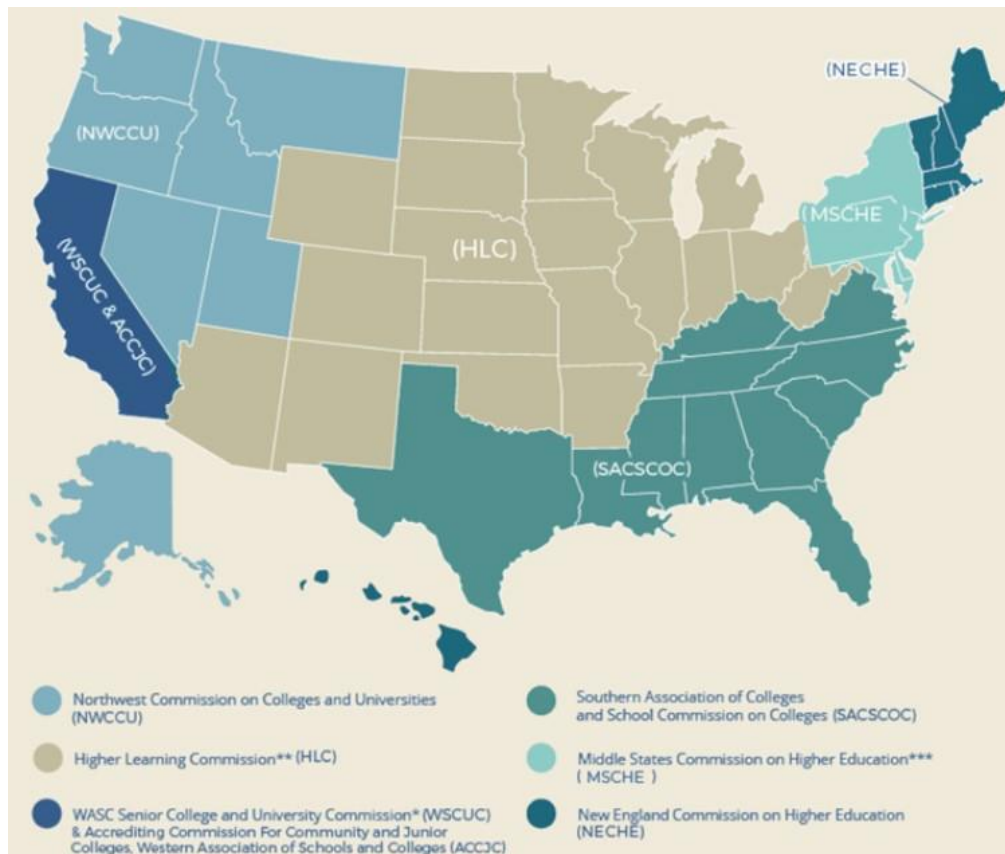 (NECHE)
(NWCCU)
(MSCHE )
(HLC)
(WSCUC & ACCJC)
(SACSCOC)
Northwest Commission on Colleges and Universities
(NWCCU)
Higher Learning Commission** (HLC)
WASC Senior College and University Commission* (WSCUC)
& Accrediting Commission For Community and Junior
Colleges, Western Association of Schools and Colleges (ACCJC)
Southern Association of Colleges
and School Commission on Colleges (SACSCOC)
Middle States Commission on Higher Education***
( MSCHE )
New England Commission on Higher Education
(NECHE)